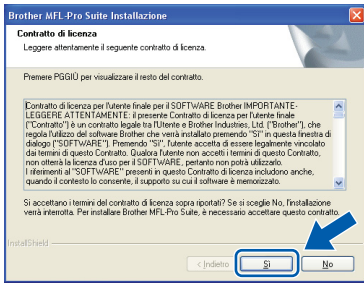 Brother MFL-Pro Suite Installazione
Contratto di licenza
Leggere attentamente il seguente contratto di licenza.
Premere PGGIÙ per visualizzare il resto del contratto.
Contratto di licenza per l'utente finale per il SOFTWARE Brother IMPORTANTE-
LEGGERE ATTENTAMENTE: il presente Contratto di licenza per l'utente finale
("Contratto") è un contratto legale tra l'Utente e Brother Industries, Ltd. ("Brother"), che
regola l'utilizzo del software Brother che verrà installato premendo "Sì" in questa finestra di
dialogo ("SOFTWARE"). Premendo "Sì", l'utente accetta di essere legalmente vincolato
dai termini di questo Contratto. Qualora l'utente non accetti i termini di questo Contratto,
non otterrà la licenza d'uso per il SOFTWARE, pertanto non potrà utilizzarlo.
I riferimenti al "SOFTWARE" presenti in questo Contratto di licenza includono anche,
quando il contesto lo consente, il supporto su cui il software è memorizzato.
Si accettano i termini del contratto di licenza sopra riportati? Se si sceglie No, l'installazione
verrà interrotta. Per installare Brother MFL-Pro Suite, è necessario accettare questo contratto.
InstallShield
< Indietro
Sì
No